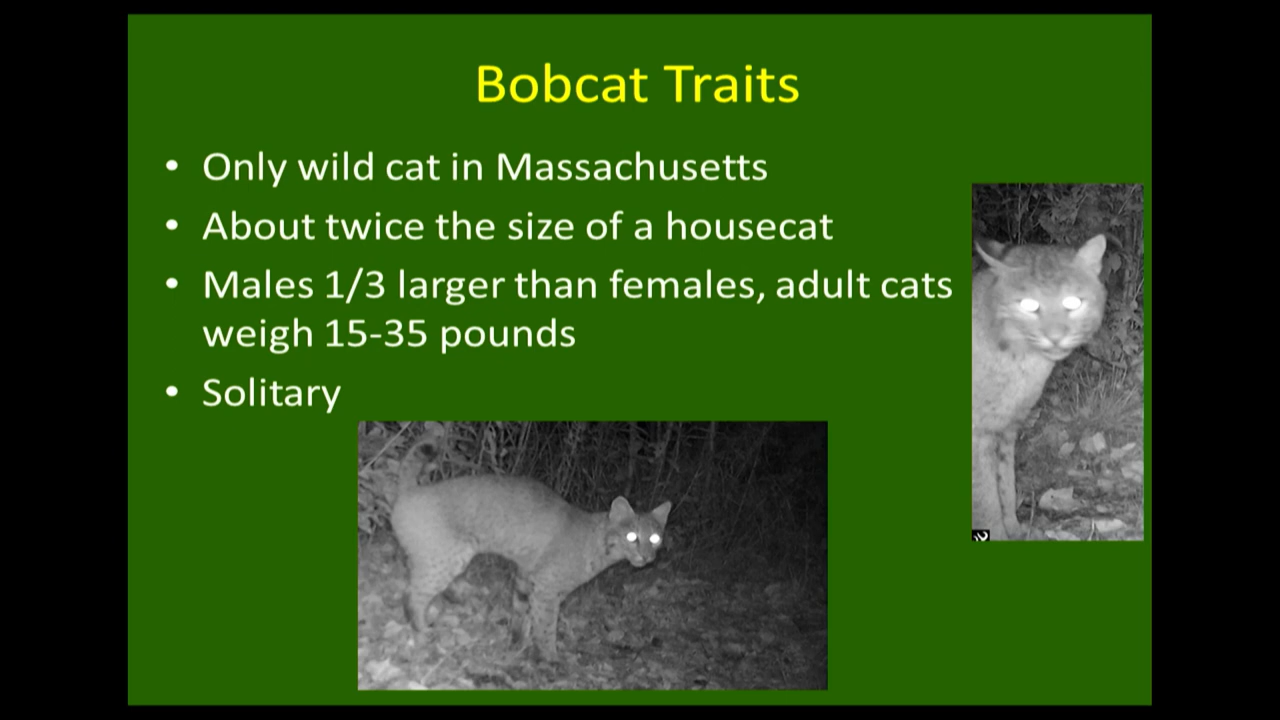 Bobcat Traits
• Only wild cat in Massachusetts
• About twice the size of a housecat
• Males 1/3 larger than females, adult cats
weigh 15-35 pounds
• Solitary